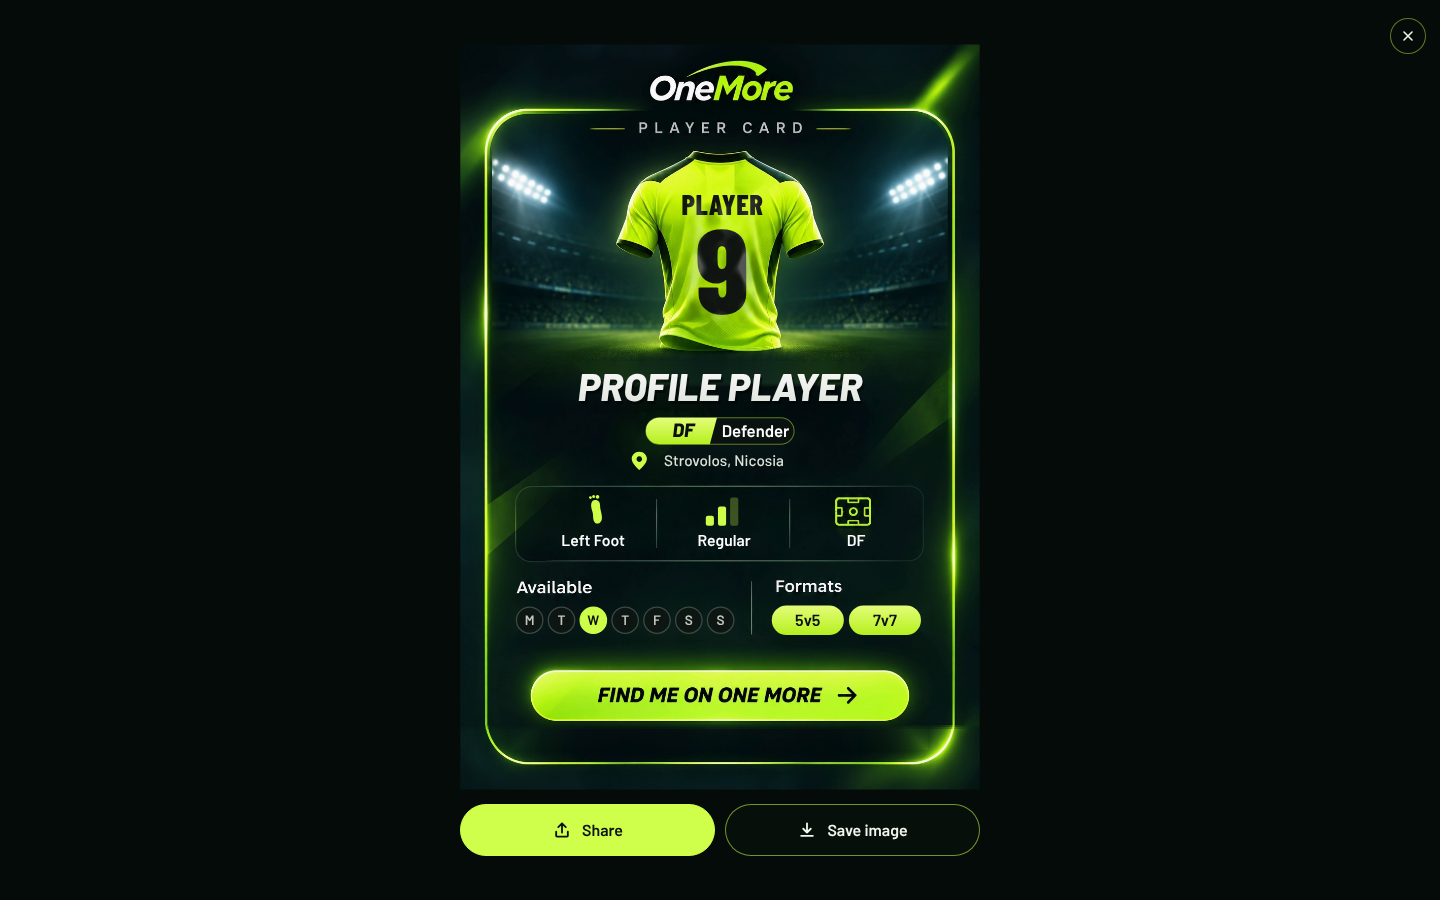 OneMore
PLAYER CARD
PLAYER
9
PROFILE PLAYER
DF Defender
Strovolos, Nicosia
Left Foot Regular DF
Available Formats
M T W T F S S 5v5 7v7
FIND ME ON ONE MORE
Share Save image